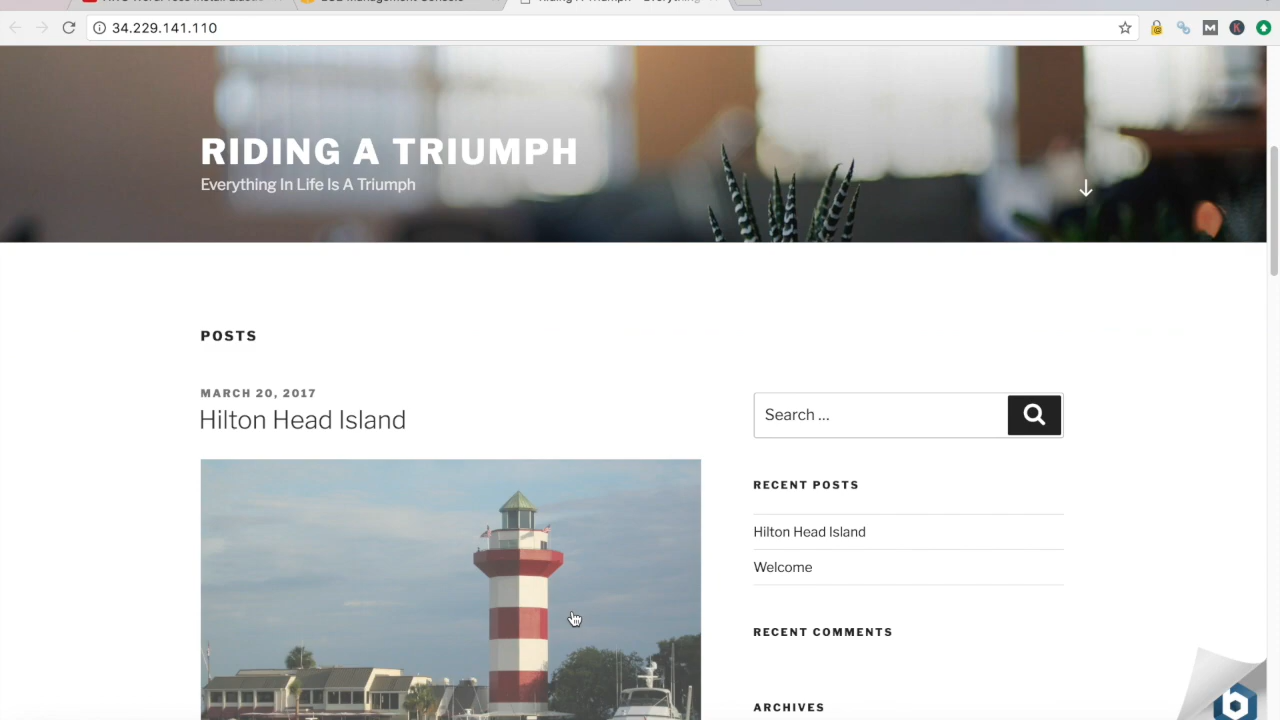 34.229.141.110
RIDING A TRIUMPH
Everything In Life Is A Triumph
POSTS
MARCH 20, 2017
Hilton Head Island
Search ...
RECENT POSTS
Hilton Head Island
Welcome
RECENT COMMENTS
ARCHIVES